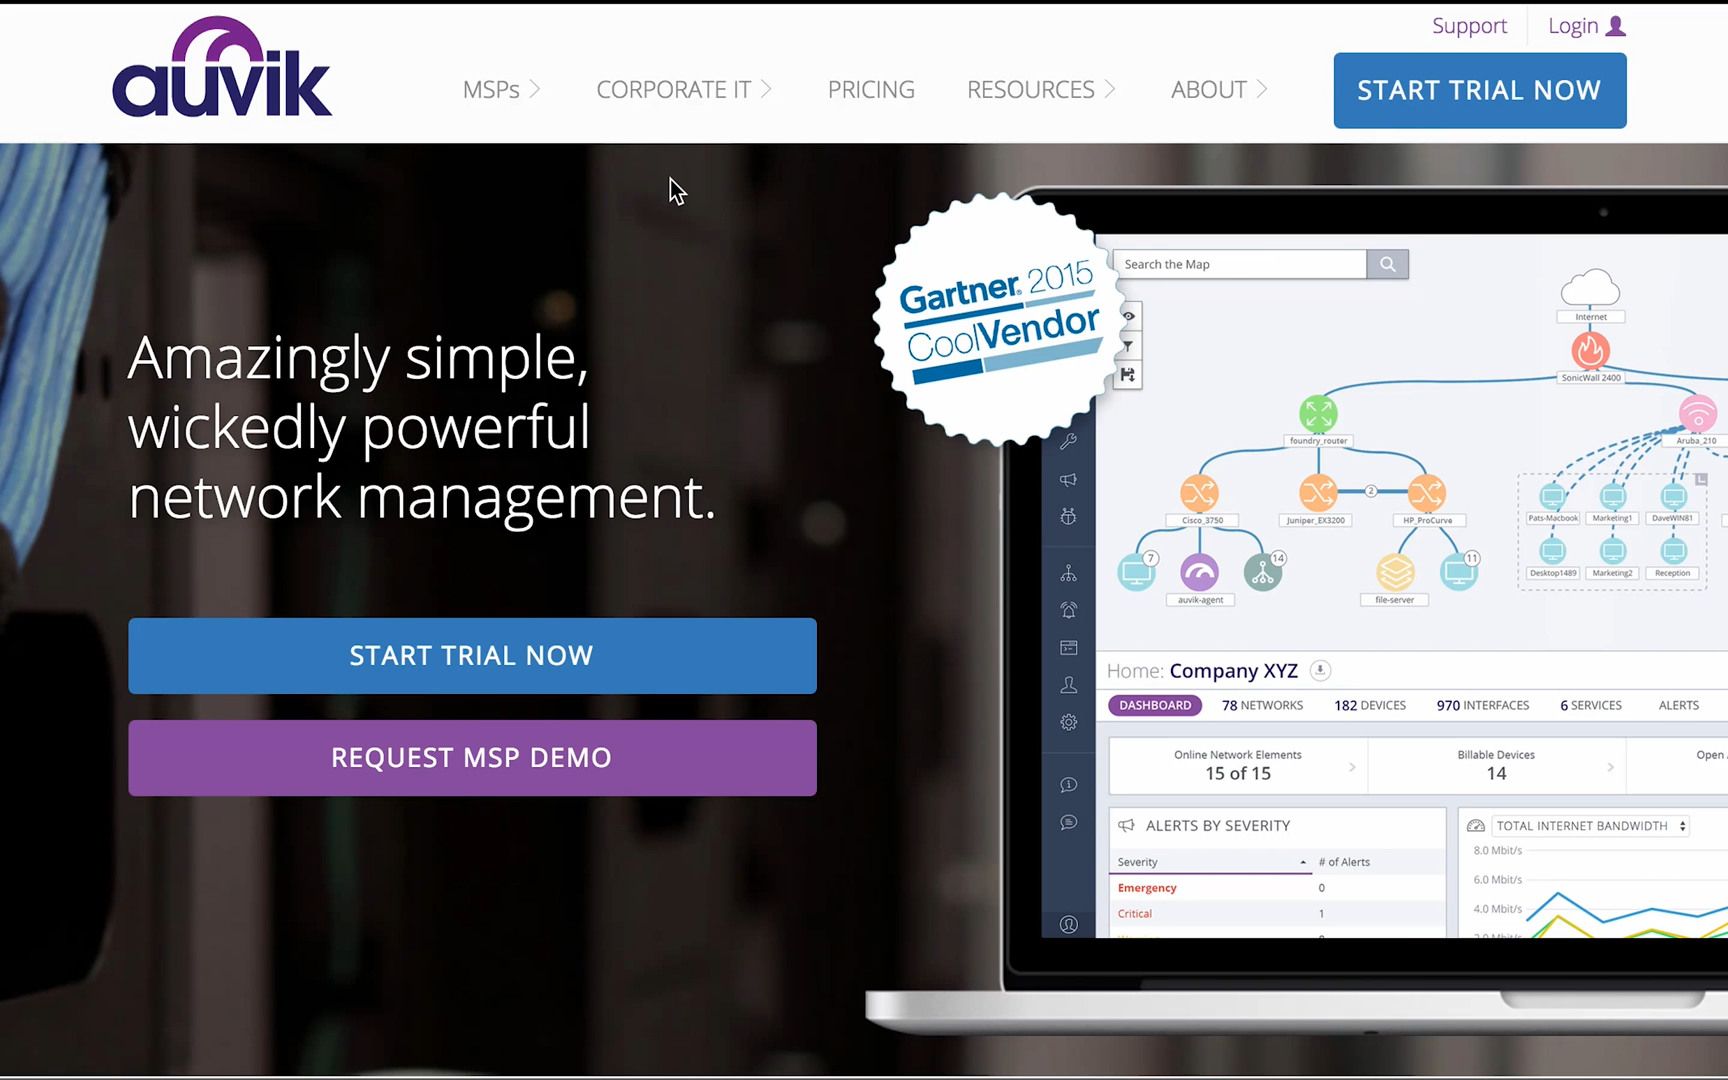 Support
Login
auvik
MSPs
CORPORATE IT
PRICING
RESOURCES
ABOUT
START TRIAL NOW
Amazingly simple,
wickedly powerful
network management.
START TRIAL NOW
REQUEST MSP DEMO
Gartner 2015
CoolVendor
Search the Map
Internet
SonicWall 2400
foundry_router
Aruba_210
2
Cisco_3750
Juniper_EX3200
HP_ProCurve
Pats-Macbook
Marketing1
DaveWIN81
7
14
11
auvik-agent
file-server
Desktop1489
Marketing2
Reception
Home: Company XYZ
DASHBOARD
78 NETWORKS
182 DEVICES
970 INTERFACES
6 SERVICES
ALERTS
Online Network Elements
15 of 15
Billable Devices
14
Open
ALERTS BY SEVERITY
Severity
# of Alerts
Emergency
0
Critical
1
TOTAL INTERNET BANDWIDTH
8.0 Mbit/s
6.0 Mbit/s
4.0 Mbit/s